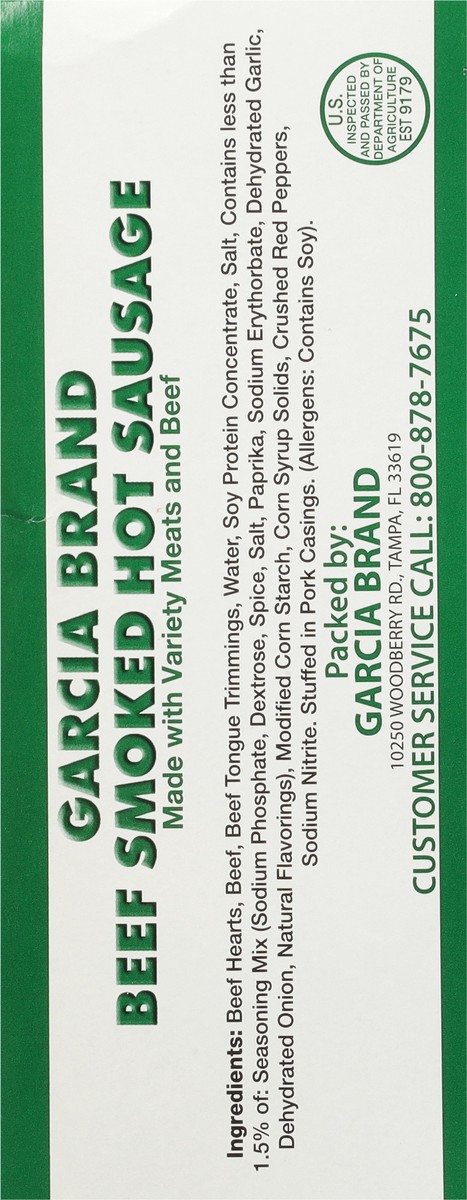 GARCIA BRAND
BEEF SMOKED HOT SAUSAGE
Made with Variety Meats and Beef
Ingredients: Beef Hearts, Beef, Beef Tongue Trimmings, Water, Soy Protein Concentrate, Salt, Contains less than
1.5% of: Seasoning Mix (Sodium Phosphate, Dextrose, Spice, Salt, Paprika, Sodium Erythorbate, Dehydrated Garlic,
Dehydrated Onion, Natural Flavorings), Modified Corn Starch, Corn Syrup Solids, Crushed Red Peppers,
Sodium Nitrite. Stuffed in Pork Casings. (Allergens: Contains Soy).
Packed by:
GARCIA BRAND
10250 WOODBERRY RD., TAMPA, FL 33619
CUSTOMER SERVICE CALL: 800-878-7675
U.S.
INSPECTED
AND PASSED BY
DEPARTMENT OF
AGRICULTURE
EST 9179